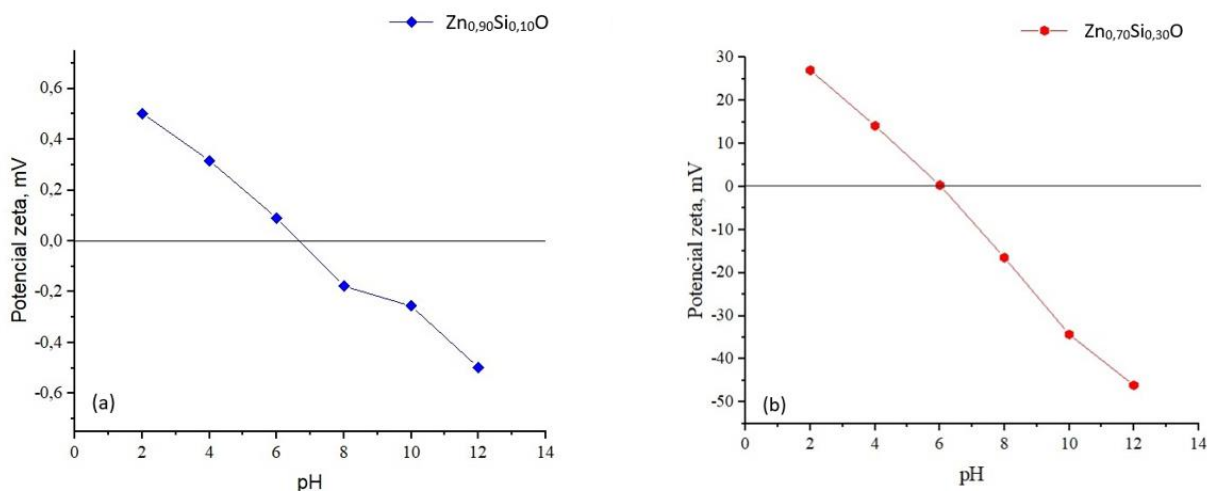 Zn0,90Si0,10O
0,6
0,4
0,2
0,0
-0,2
-0,4
-0,6
Potencial zeta, mV
(a)
0 2 4 6 8 10 12 14
pH
Zn0,70Si0,30O
30
20
10
0
-10
-20
-30
-40
-50
Potencial zeta, mV
(b)
0 2 4 6 8 10 12 14
pH